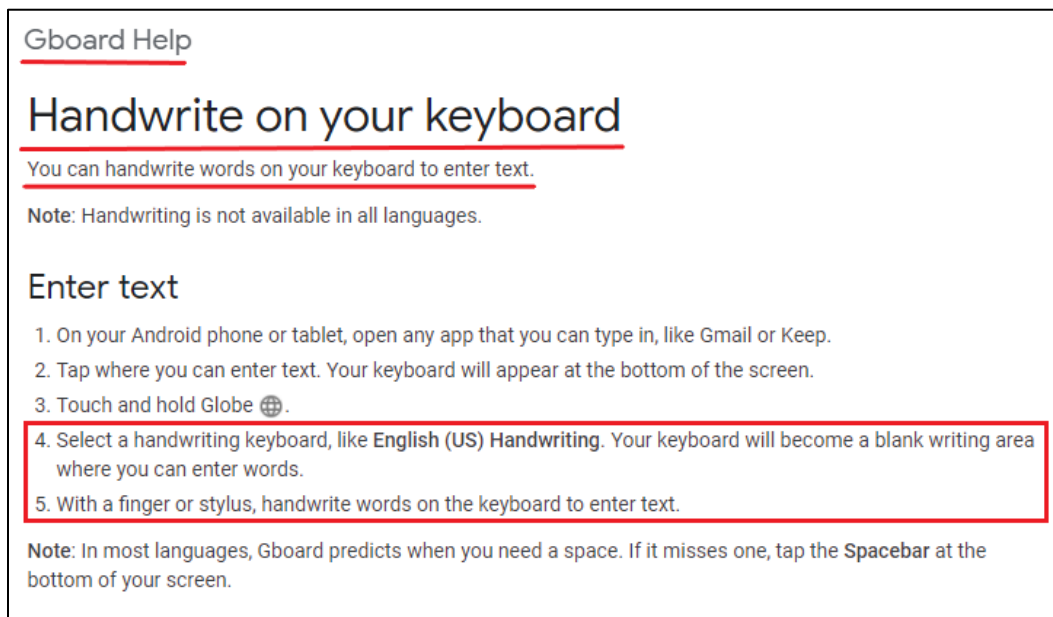 Gboard Help
Handwrite on your keyboard
You can handwrite words on your keyboard to enter text.
Note: Handwriting is not available in all languages.
Enter text
1. On your Android phone or tablet, open any app that you can type in, like Gmail or Keep.
2. Tap where you can enter text. Your keyboard will appear at the bottom of the screen.
3. Touch and hold Globe .
4. Select a handwriting keyboard, like English (US) Handwriting. Your keyboard will become a blank writing area
where you can enter words.
5. With a finger or stylus, handwrite words on the keyboard to enter text.
Note: In most languages, Gboard predicts when you need a space. If it misses one, tap the Spacebar at the
bottom of your screen.